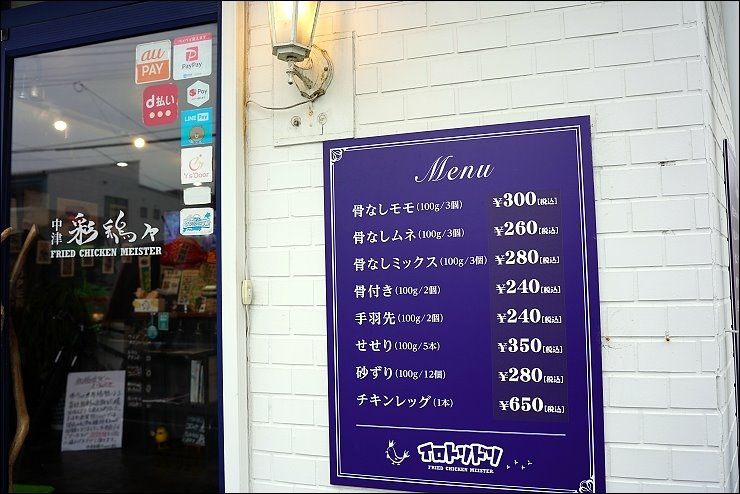 au
PAY
PayPay
d払い
Pay
LINE Pay
Y's Door
中津
彩鶏々
FRIED CHICKEN MEISTER
Menu
骨なしモモ(100g/3個) ¥300[税込]
骨なしムネ(100g/3個) ¥260[税込]
骨なしミックス(100g/3個) ¥280[税込]
骨付き(100g/2個) ¥240[税込]
手羽先(100g/2個) ¥240[税込]
せせり(100g/5本) ¥350[税込]
砂ずり(100g/12個) ¥280[税込]
チキンレッグ(1本) ¥650[税込]
イロトリドリ
FRIED CHICKEN MEISTER